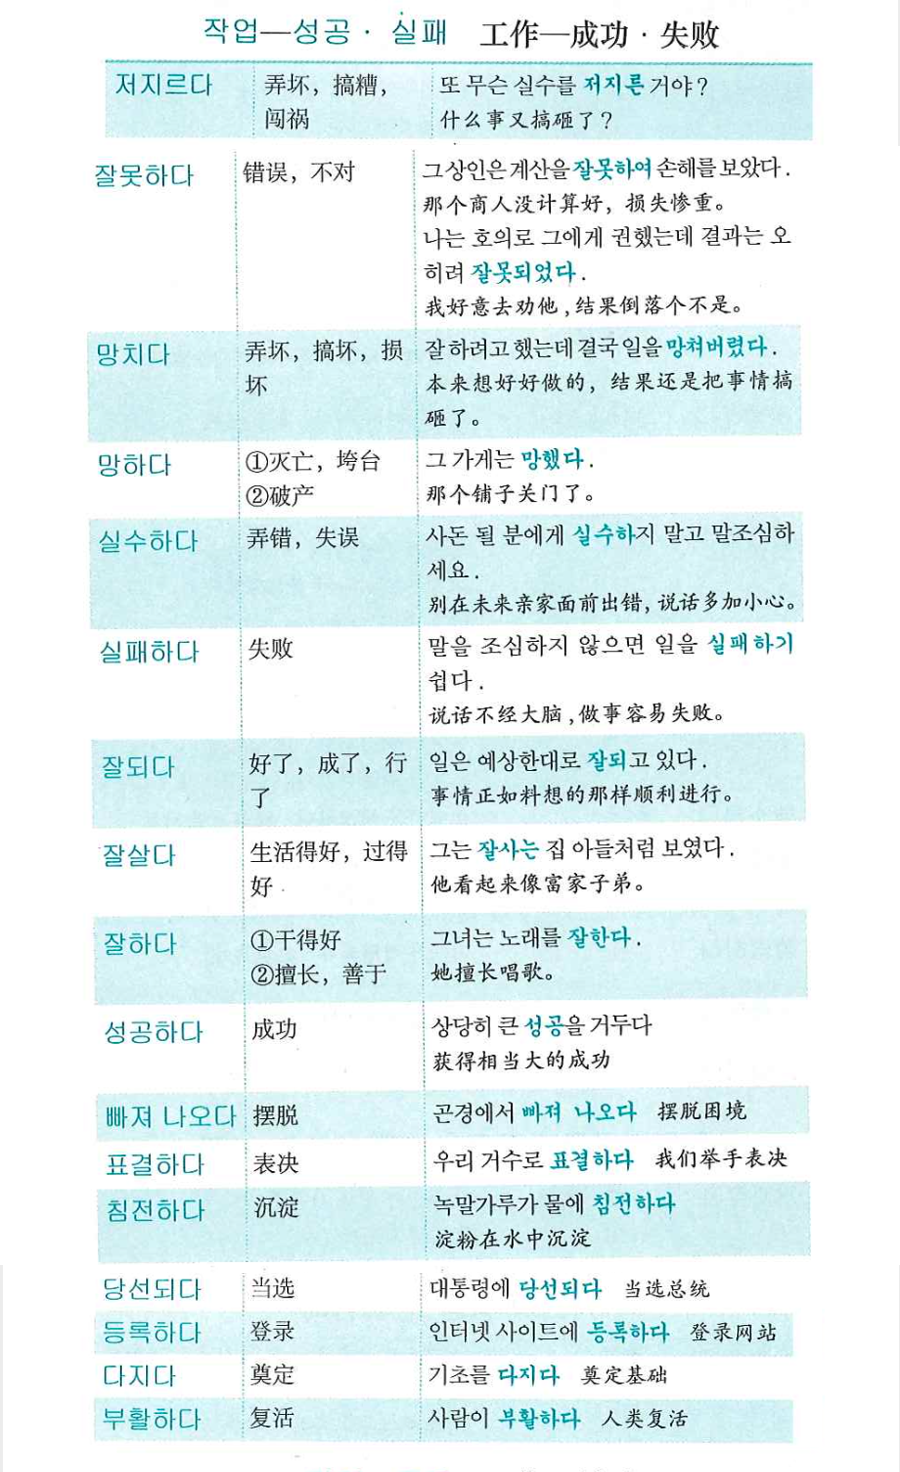 작업—성공·실패 工作—成功·失败
저지르다 弄坏，搞糟， 또 무슨 실수를 저지른 거야?
闯祸 什么事又搞砸了？
잘못하다 错误，不对 그 상인은 계산을 잘못하여 손해를 보았다.
那个商人没计算好，损失惨重。
나는 호의로 그에게 권했는데 결과는 오
히려 잘못되었다.
我好意去劝他,结果倒落个不是。
망치다 弄坏，搞坏，损 잘 하려고 했는데 결국 일을 망쳐버렸다.
坏 本来想好好做的，结果还是把事情搞
砸了。
망하다 ①灭亡，垮台 그 가게는 망했다.
②破产 那个铺子关门了。
실수하다 弄错，失误 사돈 될 분에게 실수하지 말고 말조심하
세요.
别在未来亲家面前出错，说话多加小心。
실패하다 失败 말을 조심하지 않으면 일을 실패하기
쉽다.
说话不经大脑,做事容易失败。
잘되다 好了，成了，行 일은 예상한대로 잘되고 있다.
了 事情正如料想的那样顺利进行。
잘살다 生活得好，过得 그는 잘사는 집 아들처럼 보였다.
好 他看起来像富家子弟。
잘하다 ①干得好 그녀는 노래를 잘한다.
②擅长，善于 她擅长唱歌。
성공하다 成功 상당히 큰 성공을 거두다
获得相当大的成功
빠져 나오다 摆脱 곤경에서 빠져 나오다 摆脱困境
표결하다 表决 우리 거수로 표결하다 我们举手表决
침전하다 沉淀 녹말가루가 물에 침전하다
淀粉在水中沉淀
당선되다 当选 대통령에 당선되다 当选总统
등록하다 登录 인터넷 사이트에 등록하다 登录网站
다지다 奠定 기초를 다지다 奠定基础
부활하다 复活 사람이 부활하다 人类复活